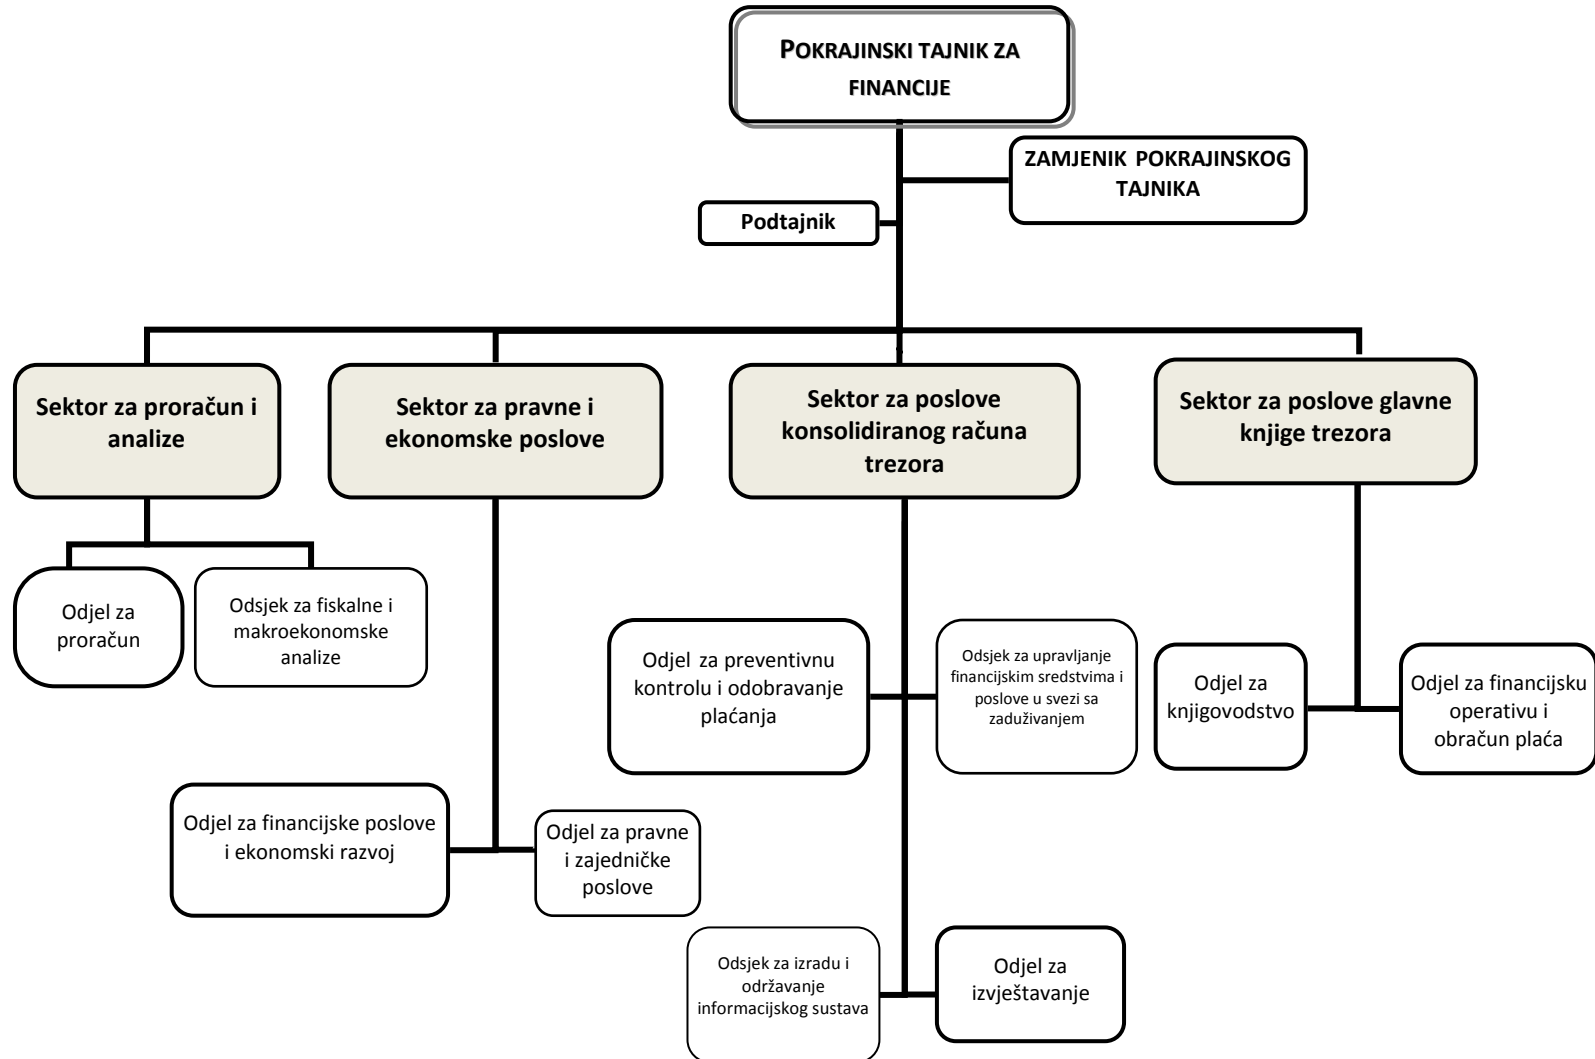 POKRAJINSKI TAJNIK ZA
FINANCIJE
ZAMJENIK POKRAJINSKOG
TAJNIKA
Podtajnik
Sektor za proračun i
analize
Sektor za pravne i
ekonomske poslove
Sektor za poslove
konsolidiranog računa
trezora
Sektor za poslove glavne
knjige trezora
Odjel za
proračun
Odsjek za fiskalne i
makroekonomske
analize
Odjel za preventivnu
kontrolu i odobravanje
plaćanja
Odsjek za upravljanje
financijskim sredstvima i
poslove u svezi sa
zaduživanjem
Odjel za
knjigovodstvo
Odjel za financijsku
operativu i
obračun plaća
Odjel za financijske poslove
i ekonomski razvoj
Odjel za pravne
i zajedničke
poslove
Odsjek za izradu i
održavanje
informacijskog sustava
Odjel za
izvještavanje